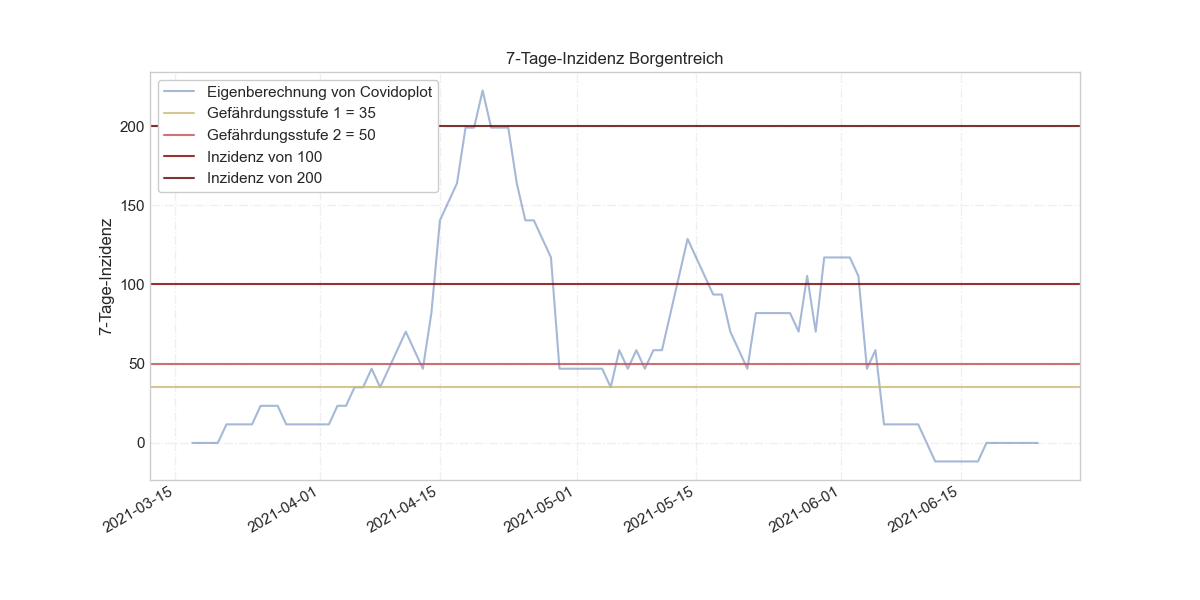 7-Tage-Inzidenz Borgentreich
Eigenberechnung von Covidoplot
Gefährdungsstufe 1 = 35
Gefährdungsstufe 2 = 50
Inzidenz von 100
Inzidenz von 200
7-Tage-Inzidenz
200
150
100
50
0
2021-03-15
2021-04-01
2021-04-15
2021-05-01
2021-05-15
2021-06-01
2021-06-15